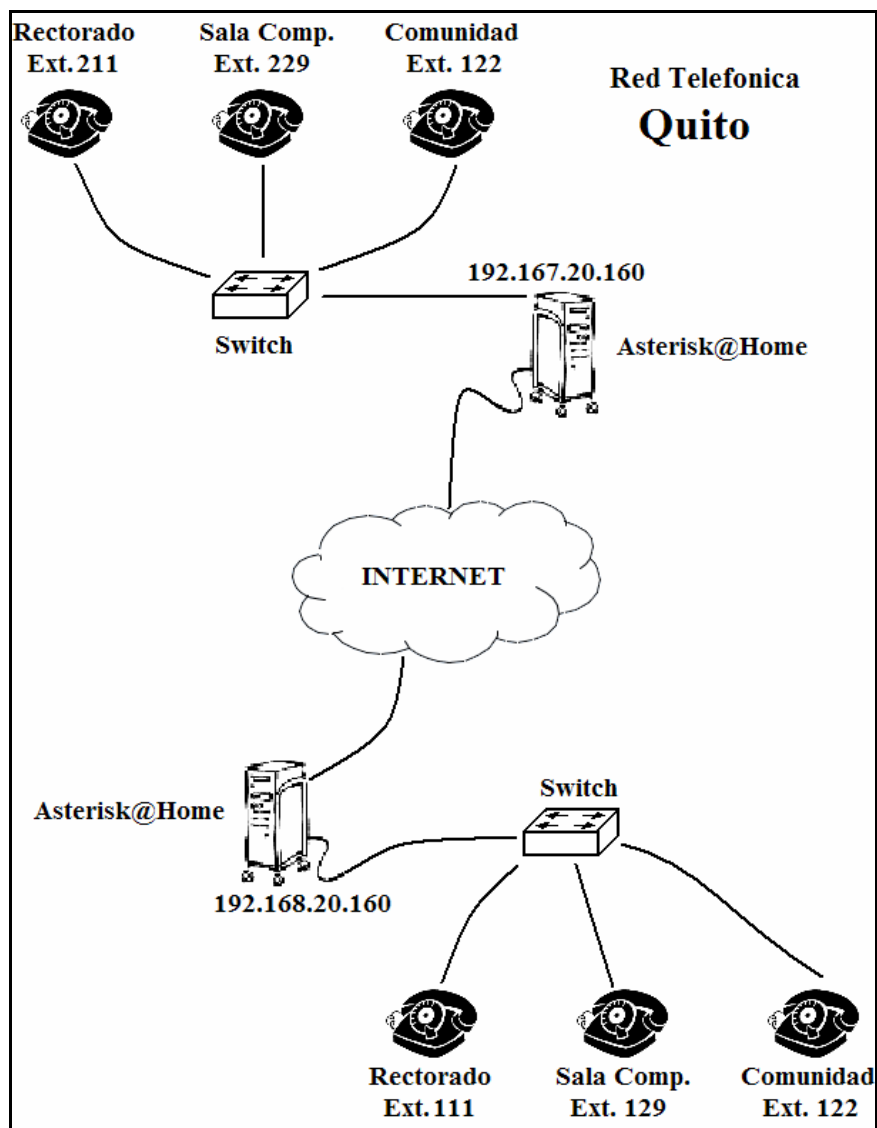 Rectorado
Ext.211
Sala Comp.
Ext. 229
Comunidad
Ext. 122
Red Telefonica
Quito
192.167.20.160
Switch
Asterisk@Home
INTERNET
Switch
Asterisk@Home
192.168.20.160
Rectorado
Ext.111
Sala Comp.
Ext. 129
Comunidad
Ext. 122